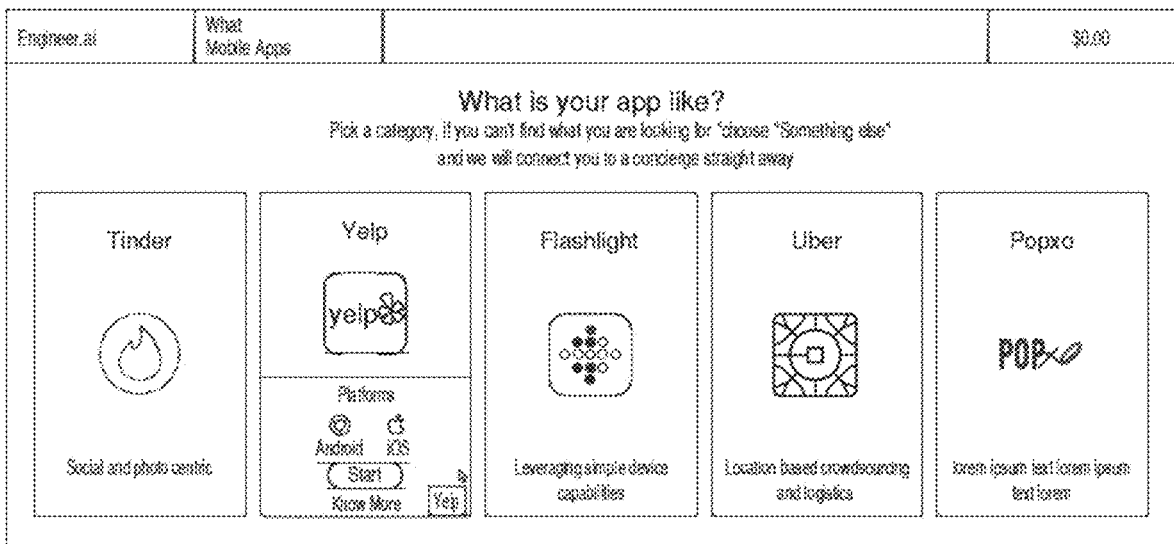 Engineer.ai
What
Mobile Apps
$0.00
What is your app like?
Pick a category, if you can't find what you are looking for "choose "Something else"
and we will connect you to a concierge straight away
Tinder
Social and photo centric
Yelp
yelp
Platforms
Android iOS
Start
Know More
Yelp
Flashlight
Leveraging simple device
capabilities
Uber
Location based crowdsourcing
and logistics
Popxo
POPxo
lorem ipsum text lorem ipsum
text lorem